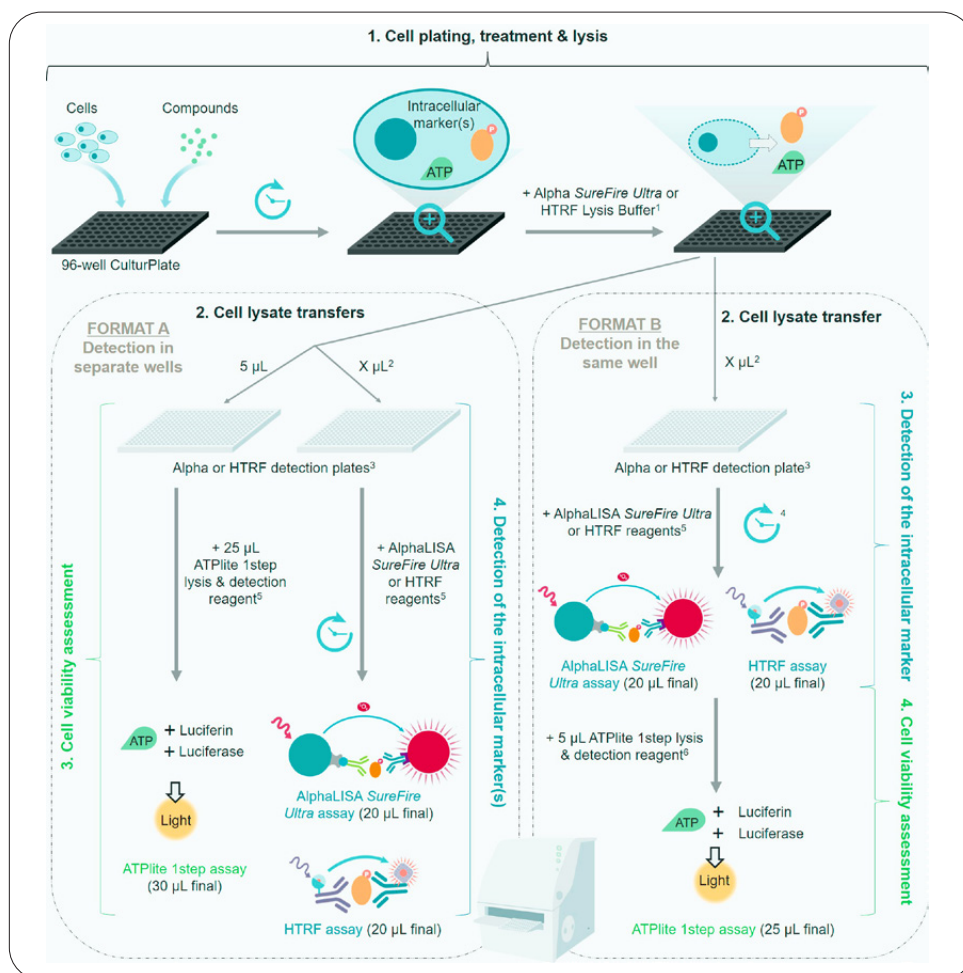 1. Cell plating, treatment & lysis
Cells
Compounds
Intracellular
marker(s)
P
ATP
P
ATP
+ Alpha SureFire Ultra or
HTRF Lysis Buffer1
96-well CulturPlate
2. Cell lysate transfers
FORMAT A
Detection in
separate wells
5 µL
X µL2
Alpha or HTRF detection plates3
3. Cell viability assessment
+ 25 µL
ATPlite 1step
lysis & detection
reagent5
+ AlphaLISA
SureFire Ultra
or HTRF
reagents5
4. Detection of the intracellular marker(s)
ATP
+ Luciferin
+ Luciferase
Light
ATPlite 1step assay
(30 µL final)
AlphaLISA SureFire
Ultra assay (20 µL final)
HTRF assay (20 µL final)
2. Cell lysate transfer
FORMAT B
Detection in the
same well
X µL2
Alpha or HTRF detection plate3
+ AlphaLISA SureFire Ultra
or HTRF reagents5
4
3. Detection of the intracellular marker
AlphaLISA SureFire
Ultra assay (20 µL final)
HTRF assay
(20 µL final)
+ 5 µL ATPlite 1step lysis
& detection reagent6
4. Cell viability assessment
ATP
+ Luciferin
+ Luciferase
Light
ATPlite 1step assay (25 µL final)